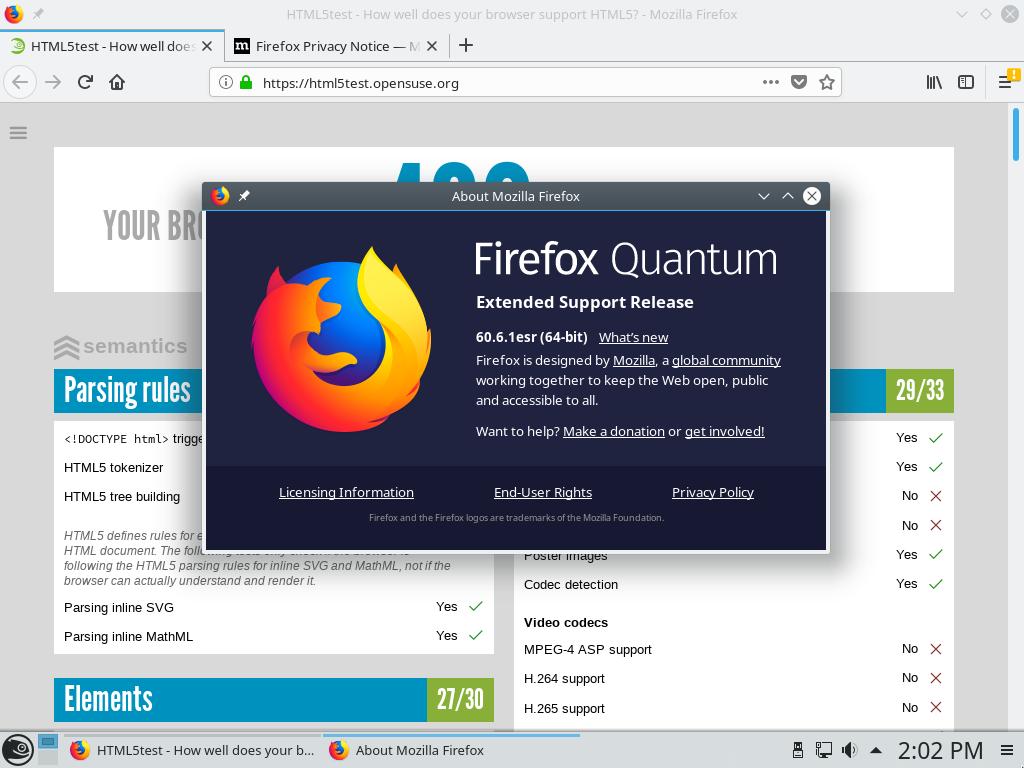 HTML5test - How well does your browser support HTML5? - Mozilla Firefox
HTML5test - How well does
Firefox Privacy Notice — M
https://html5test.opensuse.org
YOUR BRO
semantics
Parsing rules
29/33
<!DOCTYPE html> trigge
Yes
HTML5 tokenizer
Yes
HTML5 tree building
No
No
HTML5 defines rules for e
HTML document. The following tests only check if the browser is
following the HTML5 parsing rules for inline SVG and MathML, not if the
browser can actually understand and render it.
Poster images
Yes
Codec detection
Yes
Parsing inline SVG
Yes
Parsing inline MathML
Yes
Video codecs
MPEG-4 ASP support
No
H.264 support
No
H.265 support
No
Elements
27/30
About Mozilla Firefox
Firefox Quantum
Extended Support Release
60.6.1esr (64-bit) What's new
Firefox is designed by Mozilla, a global community
working together to keep the Web open, public
and accessible to all.
Want to help? Make a donation or get involved!
Licensing Information
End-User Rights
Privacy Policy
Firefox and the Firefox logos are trademarks of the Mozilla Foundation.
HTML5test - How well does your b...
About Mozilla Firefox
2:02 PM